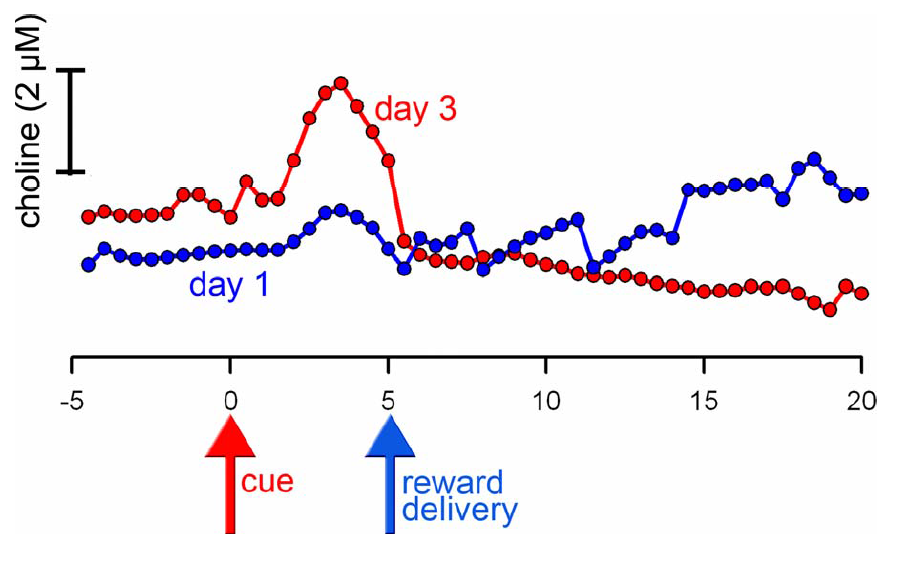 choline (2 µM)
day 3
day 1
-5 0 5 10 15 20
cue
reward
delivery